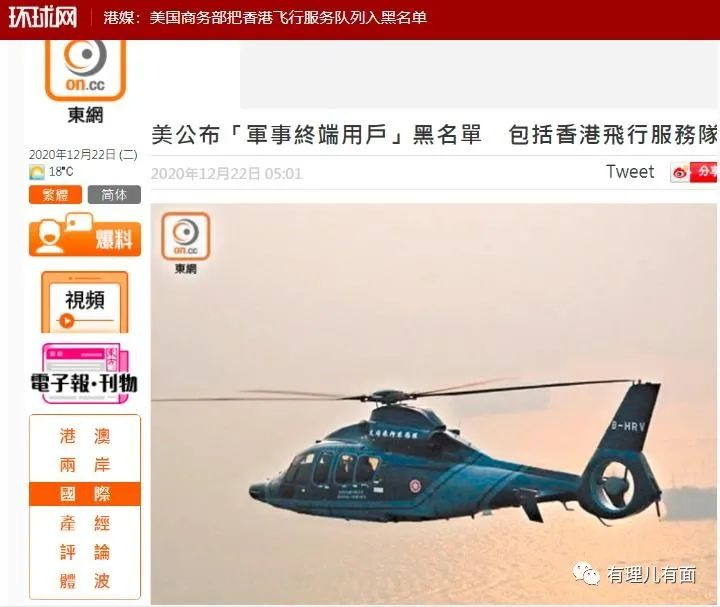 环球网
港媒：美国商务部把香港飞行服务队列入黑名单
on.cc
東網
2020年12月22日 (二)
18°C
繁體
简体
爆料
視頻
電子報·刊物
港 澳
兩 岸
國 際
產 經
評 論
體 波
美公布「軍事終端用戶」黑名單 包括香港飛行服務隊
2020年12月22日 05:01
Tweet
分享
on.cc
東網
B-HRV
有理儿有面